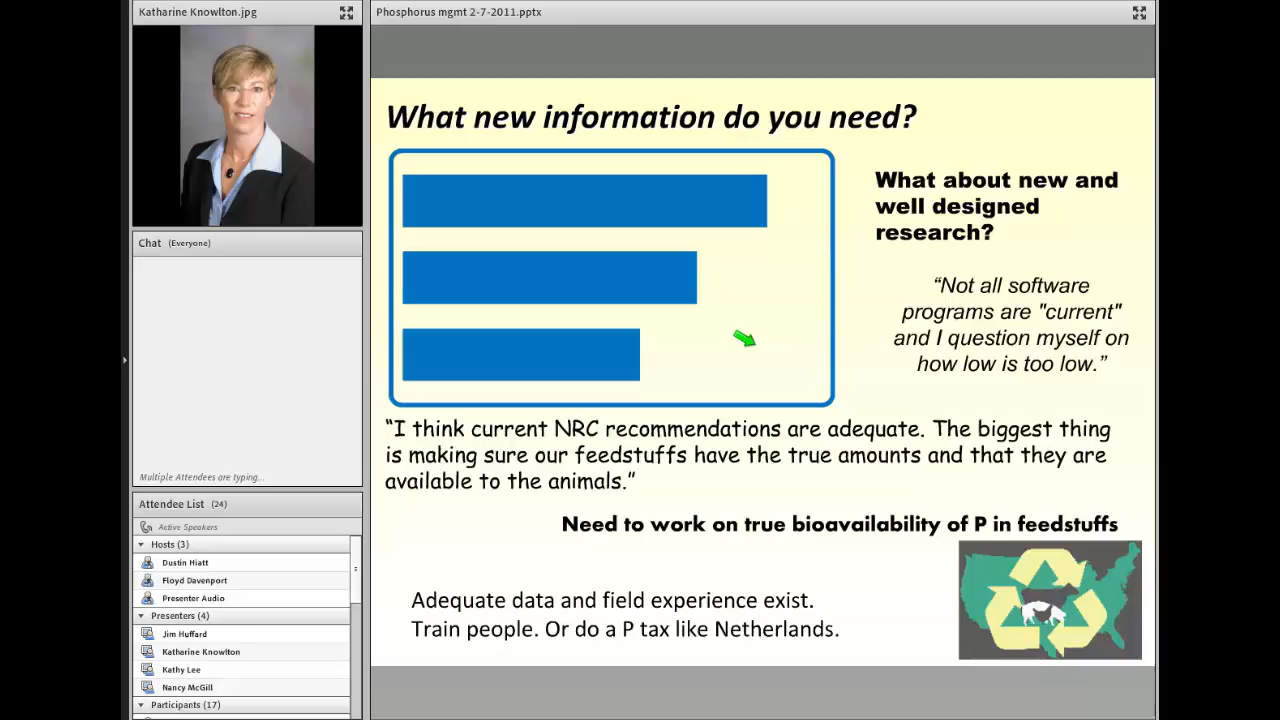 Katharine Knowlton.jpg
Chat (Everyone)
Multiple Attendees are typing...
Attendee List (24)
Active Speakers
Hosts (3)
Dustin Hiatt
Floyd Davenport
Presenter Audio
Presenters (4)
Jim Huffard
Katharine Knowlton
Kathy Lee
Nancy McGill
Participants (17)
Phosphorus mgmt 2-7-2011.pptx
What new information do you need?
What about new and
well designed
research?
“Not all software
programs are "current"
and I question myself on
how low is too low.”
“I think current NRC recommendations are adequate. The biggest thing
is making sure our feedstuffs have the true amounts and that they are
available to the animals.”
Need to work on true bioavailability of P in feedstuffs
Adequate data and field experience exist.
Train people. Or do a P tax like Netherlands.